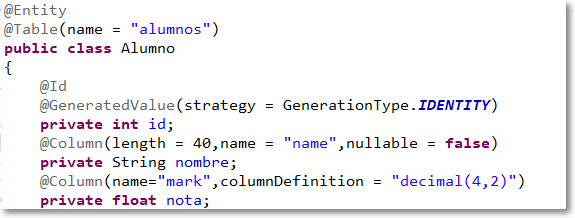 @Entity
@Table(name = "alumnos")
public class Alumno
{
    @Id
    @GeneratedValue(strategy = GenerationType.IDENTITY)
    private int id;
    @Column(length = 40,name = "name",nullable = false)
    private String nombre;
    @Column(name="mark",columnDefinition = "decimal(4,2)")
    private float nota;